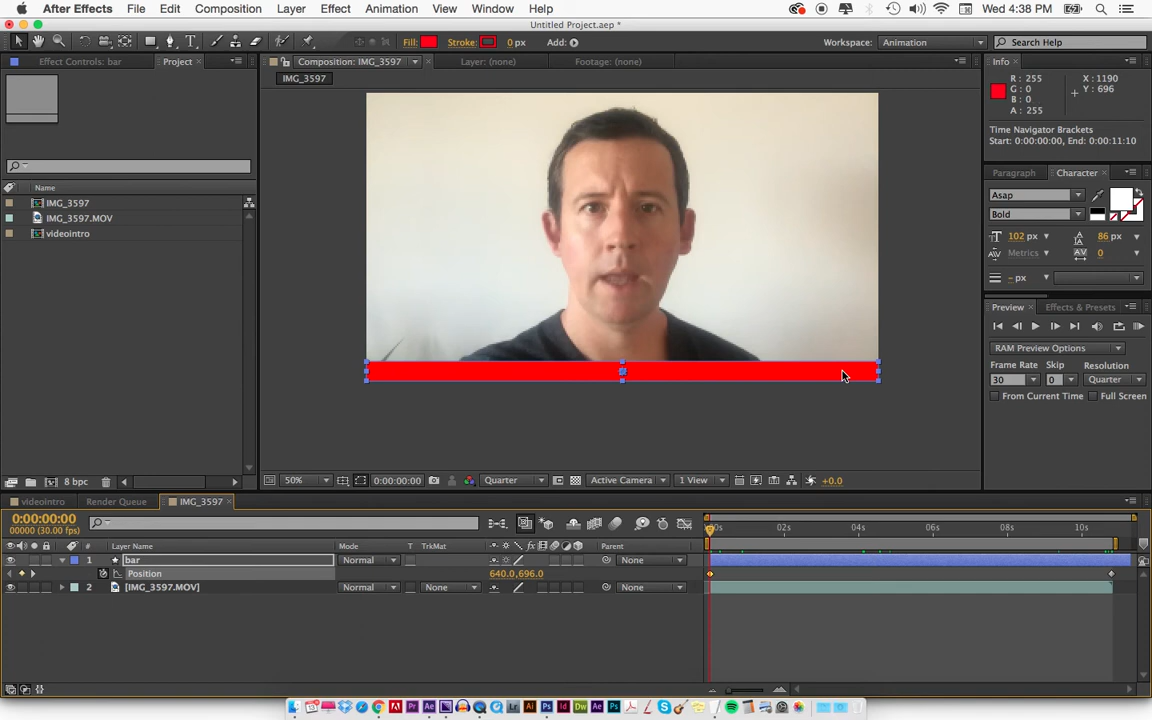 After Effects File Edit Composition Layer Effect Animation View Window Help Wed 4:38 PM
Untitled Project.aep *
Fill: Stroke: 0 px Add: Workspace: Animation Search Help
Effect Controls: bar Project Composition: IMG_3597 Layer: (none) Footage: (none) Info
IMG_3597
R : 255 X : 1190
G : 0 Y : 696
B : 0
A : 255
Time Navigator Brackets
Start: 0:00:00:00, End: 0:00:11:10
Paragraph Character
Name
Asap
IMG_3597
Bold
IMG_3597.MOV
videointro
102 px 86 px
Metrics 0
- px
Preview Effects & Presets
RAM Preview Options
Frame Rate Skip Resolution
30 0 Quarter
From Current Time Full Screen
8 bpc 50% 0:00:00:00 Quarter Active Camera 1 View +0.0
videointro Render Queue IMG_3597
0:00:00:00
00000 (30.00 fps)
02s 04s 06s 08s 10s
# Layer Name Mode T TrkMat Parent
1 bar Normal None
Position 640.0,696.0
2 [IMG_3597.MOV] Normal None None